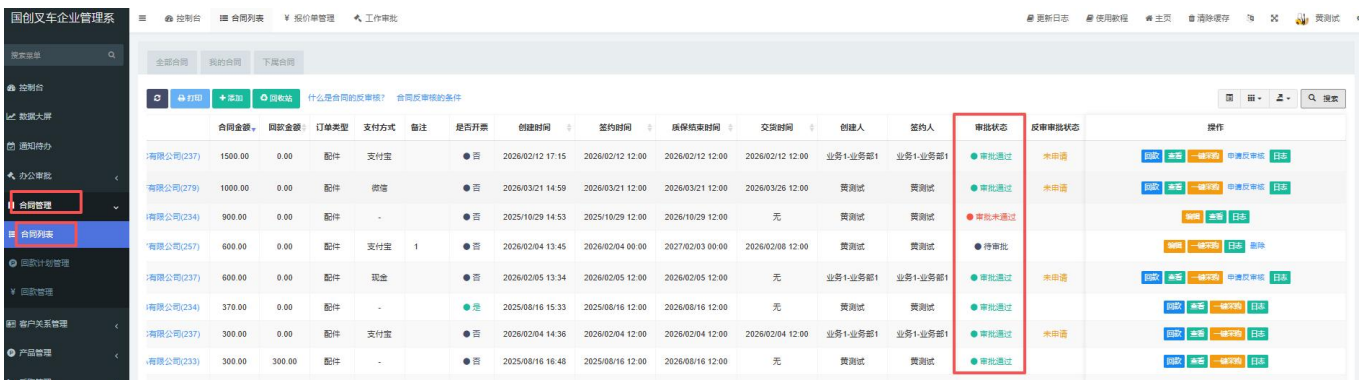 国创叉车企业管理系
控制台 合同列表 ¥ 报价单管理 工作审批 更新日志 使用教程 主页 清除缓存 黄测试
搜索菜单
控制台
数据大屏
通知待办
办公审批
合同管理
合同列表
回款计划管理
¥ 回款管理
客户关系管理
产品管理
全部合同 我的合同 下属合同
打印 +添加 回收站 什么是合同的反审核? 合同反审核的条件 搜索
合同金额 回款金额 订单类型 支付方式 备注 是否开票 创建时间 签约时间 质保结束时间 交货时间 创建人 签约人 审批状态 反审审批状态 操作
有限公司(237) 1500.00 0.00 配件 支付宝 否 2026/02/12 17:15 2026/02/12 12:00 2026/02/12 12:00 2026/02/12 12:00 业务1-业务部1 业务1-业务部1 审批通过 未申请 回款 查看 一键采购 申请反审核 日志
有限公司(279) 1000.00 0.00 配件 微信 否 2026/03/21 14:59 2026/03/21 12:00 2026/03/21 12:00 2026/03/26 12:00 黄测试 黄测试 审批通过 未申请 回款 查看 一键采购 申请反审核 日志
有限公司(234) 900.00 0.00 配件 - 否 2025/10/29 14:53 2025/10/29 12:00 2026/10/29 12:00 无 黄测试 黄测试 审批未通过 编辑 查看 日志
有限公司(257) 600.00 0.00 配件 支付宝 1 否 2026/02/04 13:45 2026/02/04 00:00 2027/02/03 00:00 2026/02/08 12:00 黄测试 黄测试 待审批 编辑 一键采购 日志 删除
有限公司(237) 600.00 0.00 配件 现金 否 2026/02/05 13:34 2026/02/05 12:00 2026/02/05 12:00 无 业务1-业务部1 业务1-业务部1 审批通过 未申请 回款 查看 一键采购 申请反审核 日志
有限公司(234) 370.00 0.00 配件 - 是 2025/08/16 15:33 2025/08/16 12:00 2026/08/16 12:00 无 黄测试 黄测试 审批通过 回款 查看 一键采购 日志
有限公司(237) 300.00 0.00 配件 支付宝 否 2026/02/04 14:36 2026/02/04 12:00 2026/02/04 12:00 2026/02/04 12:00 业务1-业务部1 业务1-业务部1 审批通过 未申请 回款 查看 一键采购 日志
有限公司(233) 300.00 300.00 配件 - 否 2025/08/16 16:48 2025/08/16 12:00 2026/08/16 12:00 无 黄测试 黄测试 审批通过 回款 查看 一键采购 日志